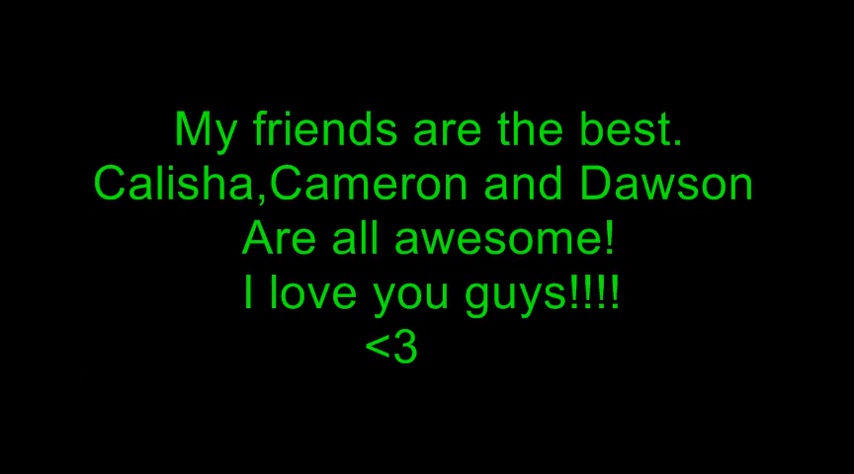 My friends are the best.
Calisha,Cameron and Dawson
Are all awesome!
I love you guys!!!!
<3